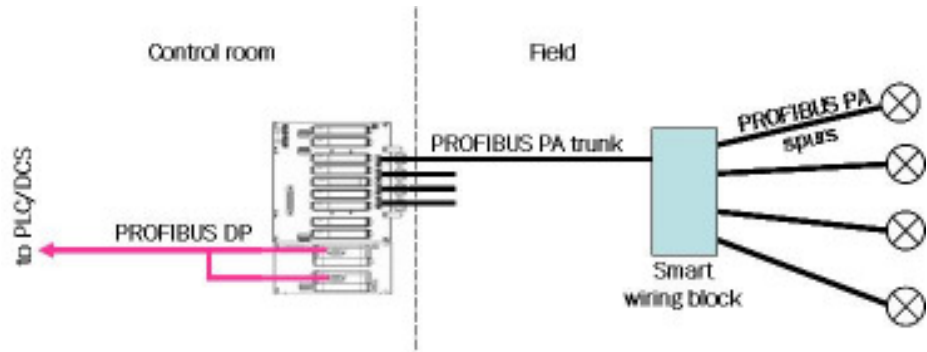 Control room
Field
PROFIBUS PA
spurs
PROFIBUS PA trunk
to PLC/DCS
PROFIBUS DP
Smart
wiring block